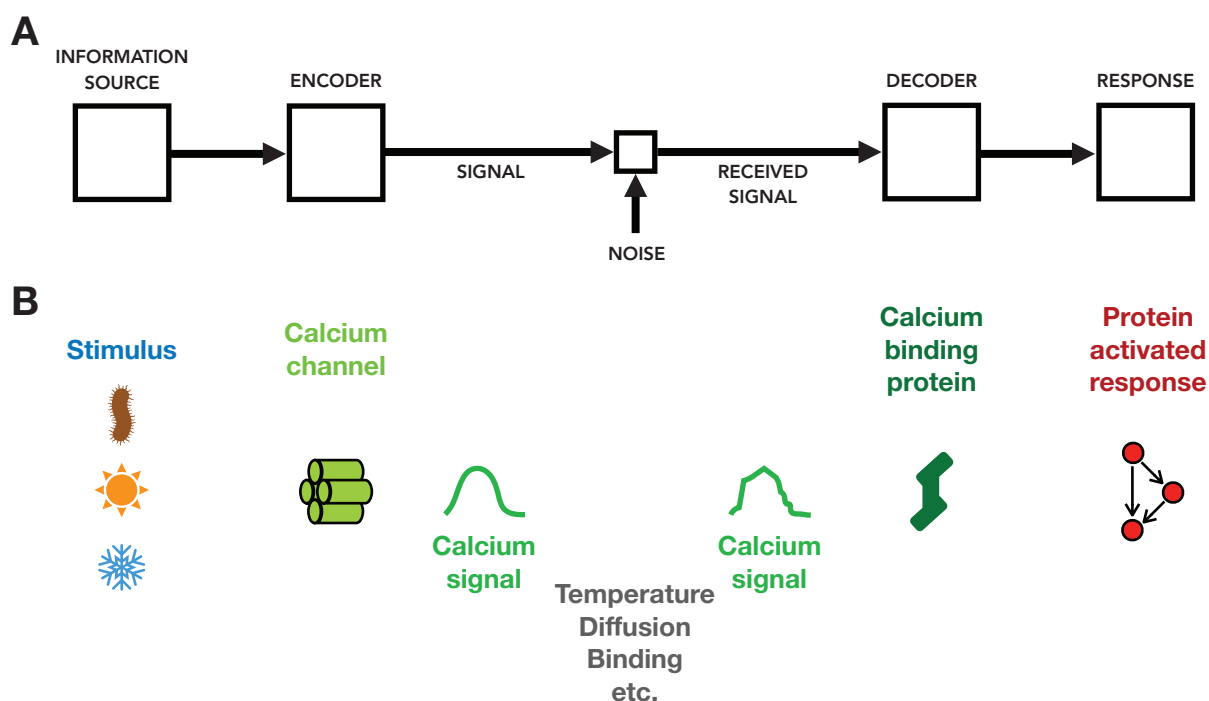 A
INFORMATION
SOURCE
ENCODER
SIGNAL
NOISE
RECEIVED
SIGNAL
DECODER
RESPONSE
B
Stimulus
Calcium
channel
Calcium
signal
Temperature
Diffusion
Binding
etc.
Calcium
signal
Calcium
binding
protein
Protein
activated
response